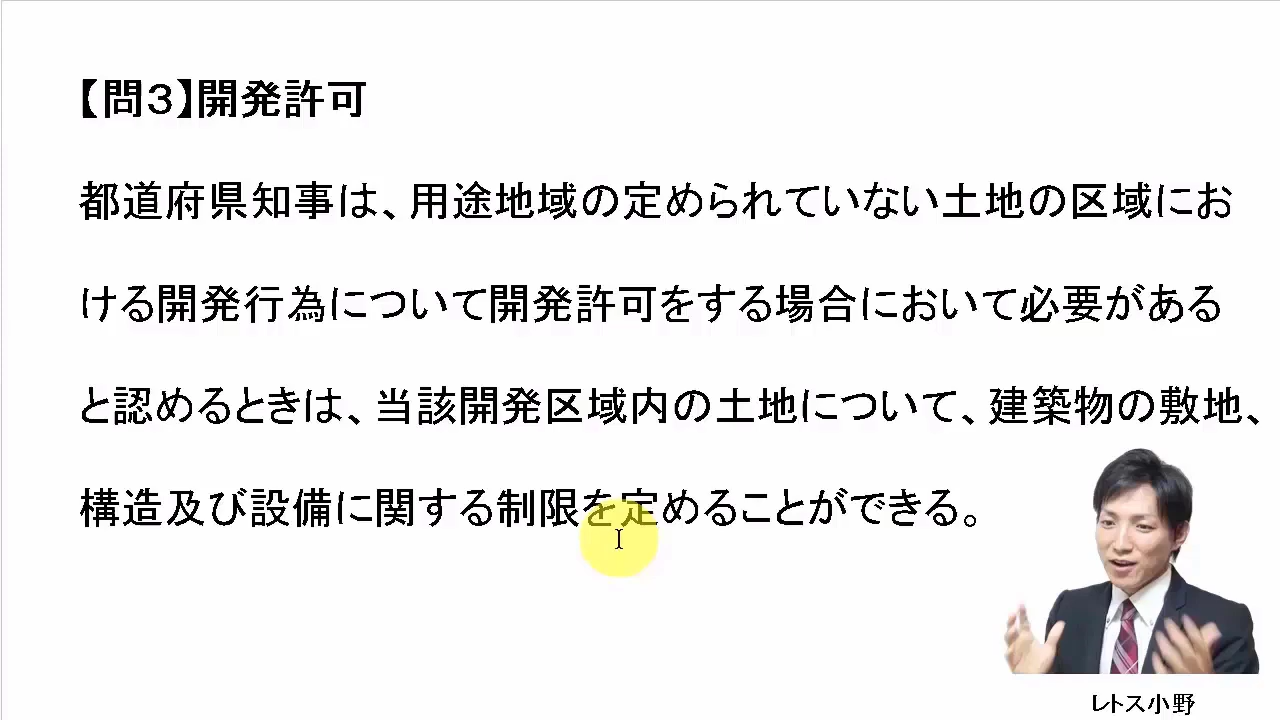 【問３】開発許可
都道府県知事は、用途地域の定められていない土地の区域にお
ける開発行為について開発許可をする場合において必要がある
と認めるときは、当該開発区域内の土地について、建築物の敷地、
構造及び設備に関する制限を定めることができる。
レトス小野